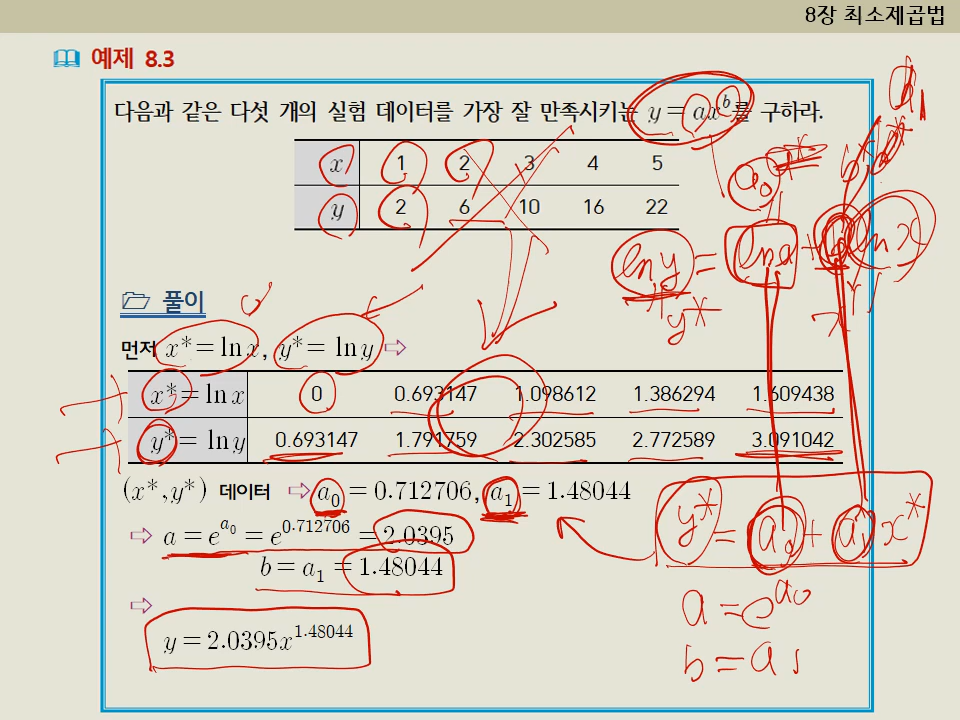 8장 최소제곱법
예제 8.3
다음과 같은 다섯 개의 실험 데이터를 가장 잘 만족시키는 y = ax^b를 구하라.
x 1 2 3 4 5
y 2 6 10 16 22
a₀
ln y = ln a + b ln x
y* x*
풀이
먼저 x* = ln x, y* = ln y ⇨
x* = ln x 0 0.693147 1.098612 1.386294 1.609438
y* = ln y 0.693147 1.791759 2.302585 2.772589 3.091042
(x*, y*) 데이터 ⇨ a₀ = 0.712706, a₁ = 1.48044
⇨ a = e^{a₀} = e^{0.712706} = 2.0395
y* = a₀ + a₁ x*
b = a₁ = 1.48044
⇨
a = e^{a₀}
y = 2.0395x^{1.48044}
b = a₁